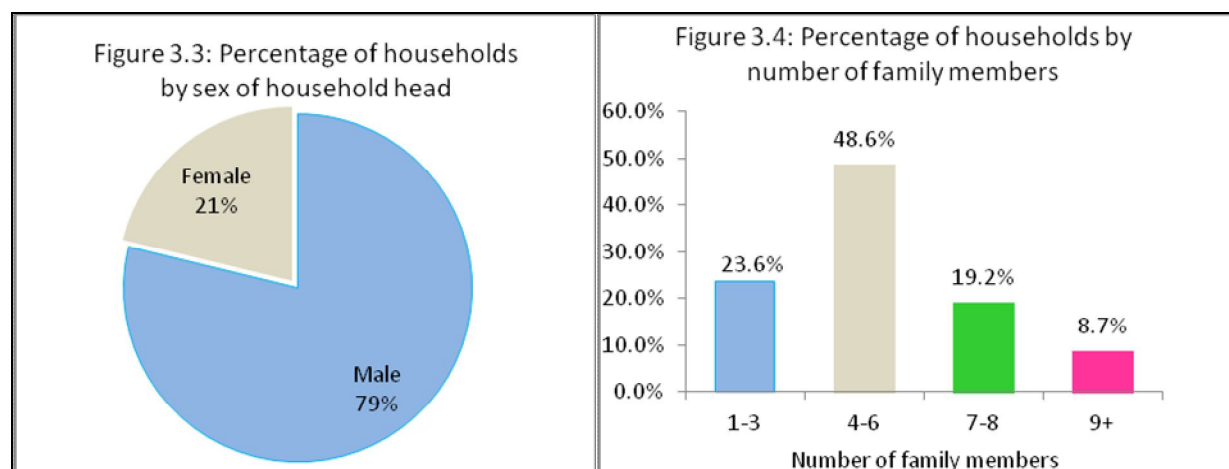 Figure 3.3: Percentage of households
by sex of household head
Female
21%
Male
79%
Figure 3.4: Percentage of households by
number of family members
60.0%
50.0%
40.0%
30.0%
20.0%
10.0%
0.0%
23.6%
48.6%
19.2%
8.7%
1-3
4-6
7-8
9+
Number of family members